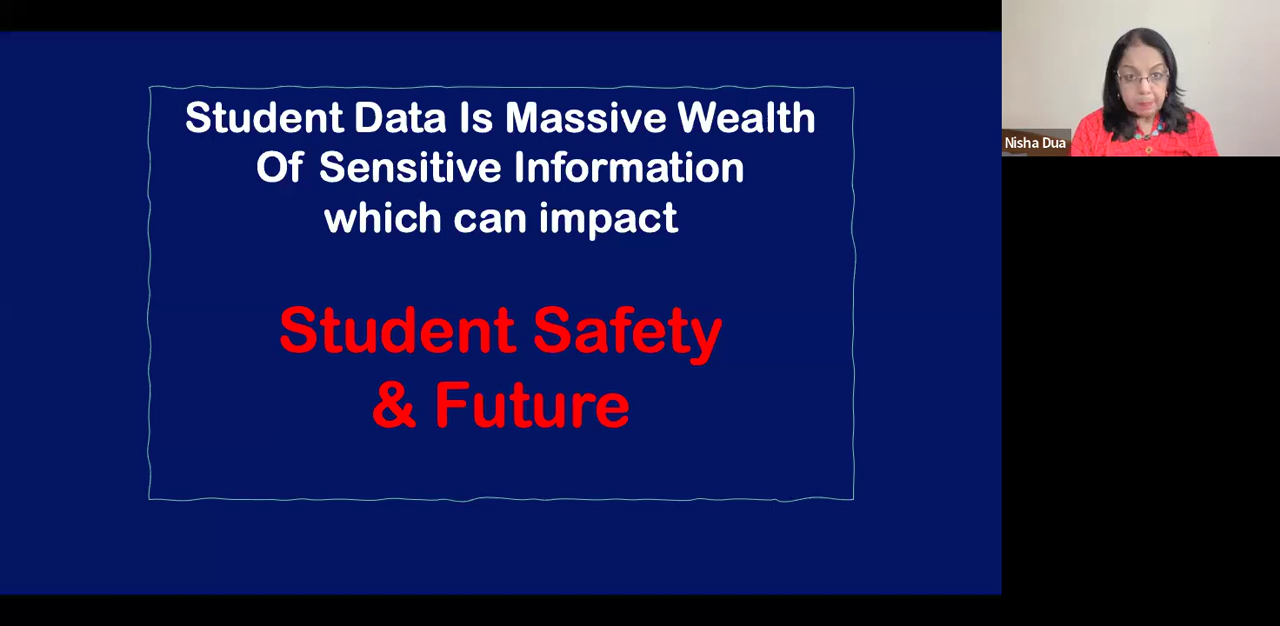 Student Data Is Massive Wealth
Of Sensitive Information
which can impact
Student Safety
& Future
Nisha Dua